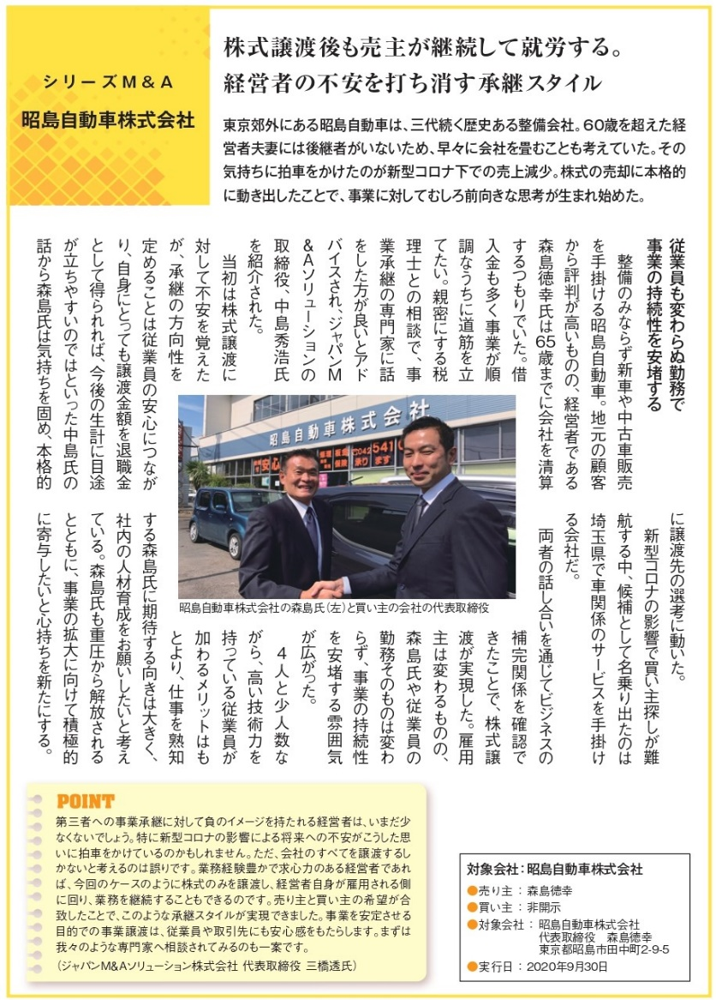 シリーズM&A
昭島自動車株式会社
株式譲渡後も売主が継続して就労する。
経営者の不安を打ち消す承継スタイル
東京郊外にある昭島自動車は、三代続く歴史ある整備会社。60歳を超えた経
営者夫妻には後継者がいないため、早々に会社を畳むことも考えていた。その
気持ちに拍車をかけたのが新型コロナ下での売上減少。株式の売却に本格的
に動き出したことで、事業に対してむしろ前向きな思考が生まれ始めた。
従業員も変わらぬ勤務で
事業の持続性を安堵する
整備のみならず新車や中古車販売
を手掛ける昭島自動車。地元の顧客
から評判が高いものの、経営者である
森島徳幸氏は65歳までに会社を清算
するつもりでいた。借
入金も多く事業が順
調なうちに道筋を立
てたい。親密にする税
理士との相談で、事
業承継の専門家に話
をした方が良いとアド
バイスされ、ジャパンM
&Aソリューションの
取締役、中島秀浩氏
を紹介された。
当初は株式譲渡に
対して不安を覚えた
が、承継の方向性を
定めることは従業員の安心につなが
り、自身にとっても譲渡金額を退職金
として得られれば、今後の生計に目途
が立ちやすいのではといった中島氏の
話から森島氏は気持ちを固め、本格的
に譲渡先の選考に動いた。
新型コロナの影響で買い主探しが難
航する中、候補として名乗り出たのは
埼玉県で車関係のサービスを手掛け
る会社だ。
両者の話し合いを通じてビジネスの
補完関係を確認で
きたことで、株式譲
渡が実現した。雇用
主は変わるものの、
森島氏や従業員の
勤務そのものは変わ
らず、事業の持続性
を安堵する雰囲気
が広がった。
4人と少人数な
がら、高い技術力を
持っている従業員が
加わるメリットはも
とより、仕事を熟知
する森島氏に期待する向きは大きく、
社内の人材育成をお願いしたいと考え
ている。森島氏も重圧から解放される
とともに、事業の拡大に向けて積極的
に寄与したいと心持ちを新たにする。
昭島自動車株式会社
安心
042
541
承ります
昭島自動車株式会社の森島氏(左)と買い主の会社の代表取締役
POINT
第三者への事業承継に対して負のイメージを持たれる経営者は、いまだ少
なくないでしょう。特に新型コロナの影響による将来への不安がこうした思
いに拍車をかけているのかもしれません。ただ、会社のすべてを譲渡するし
かないと考えるのは誤りです。業務経験豊かで求心力のある経営者であれ
ば、今回のケースのように株式のみを譲渡し、経営者自身が雇用される側
に回り、業務を継続することもできるのです。売り主と買い主の希望が合
致したことで、このような承継スタイルが実現できました。事業を安定させる
目的での事業譲渡は、従業員や取引先にも安心感をもたらします。まずは
我々のような専門家へ相談されてみるのも一案です。
(ジャパンM&Aソリューション株式会社 代表取締役 三橋透氏)
対象会社:昭島自動車株式会社
●売り主:森島徳幸
●買い主:非開示
●対象会社:昭島自動車株式会社
代表取締役 森島徳幸
東京都昭島市田中町2-9-5
●実行日:2020年9月30日